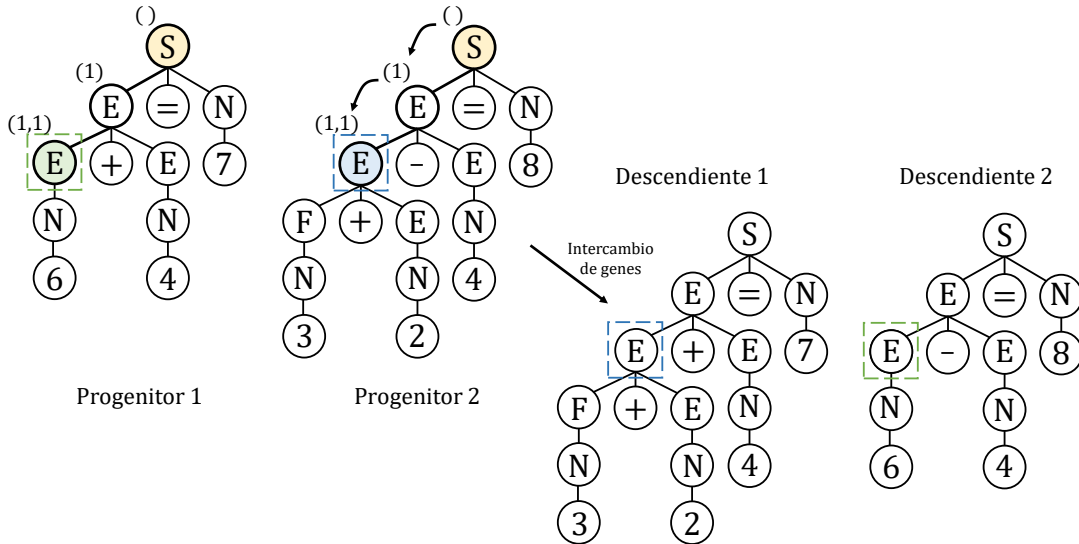 ( )
S
(1)
E
=
N
(1,1)
E
+
E
7
N
N
6
4
Progenitor 1
( )
S
(1)
E
=
N
(1,1)
E
-
E
8
F
+
E
N
N
N
4
3
2
Progenitor 2
Intercambio
de genes
Descendiente 1
S
E
=
N
E
+
E
7
F
+
E
N
N
N
4
3
2
Descendiente 2
S
E
=
N
E
-
E
8
N
N
6
4